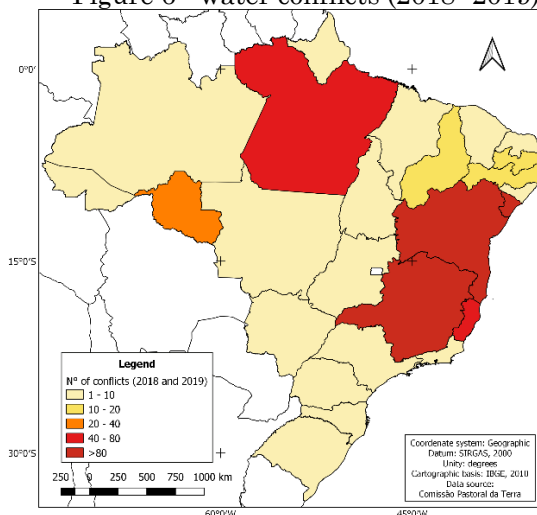 Figure 6 - Water conflicts (2018-2019)
0°0'
15°0'S
30°0'S
Legend
Nº of conflicts (2018 and 2019)
1 - 10
10 - 20
20 - 40
40 - 80
>80
250 0 250 500 750 1000 km
Coordenate system: Geographic
Datum: SIRGAS, 2000
Unity: degrees
Cartographic basis: IBGE, 2010
Data source:
Comissão Pastoral da Terra
60°0'W 45°0'W